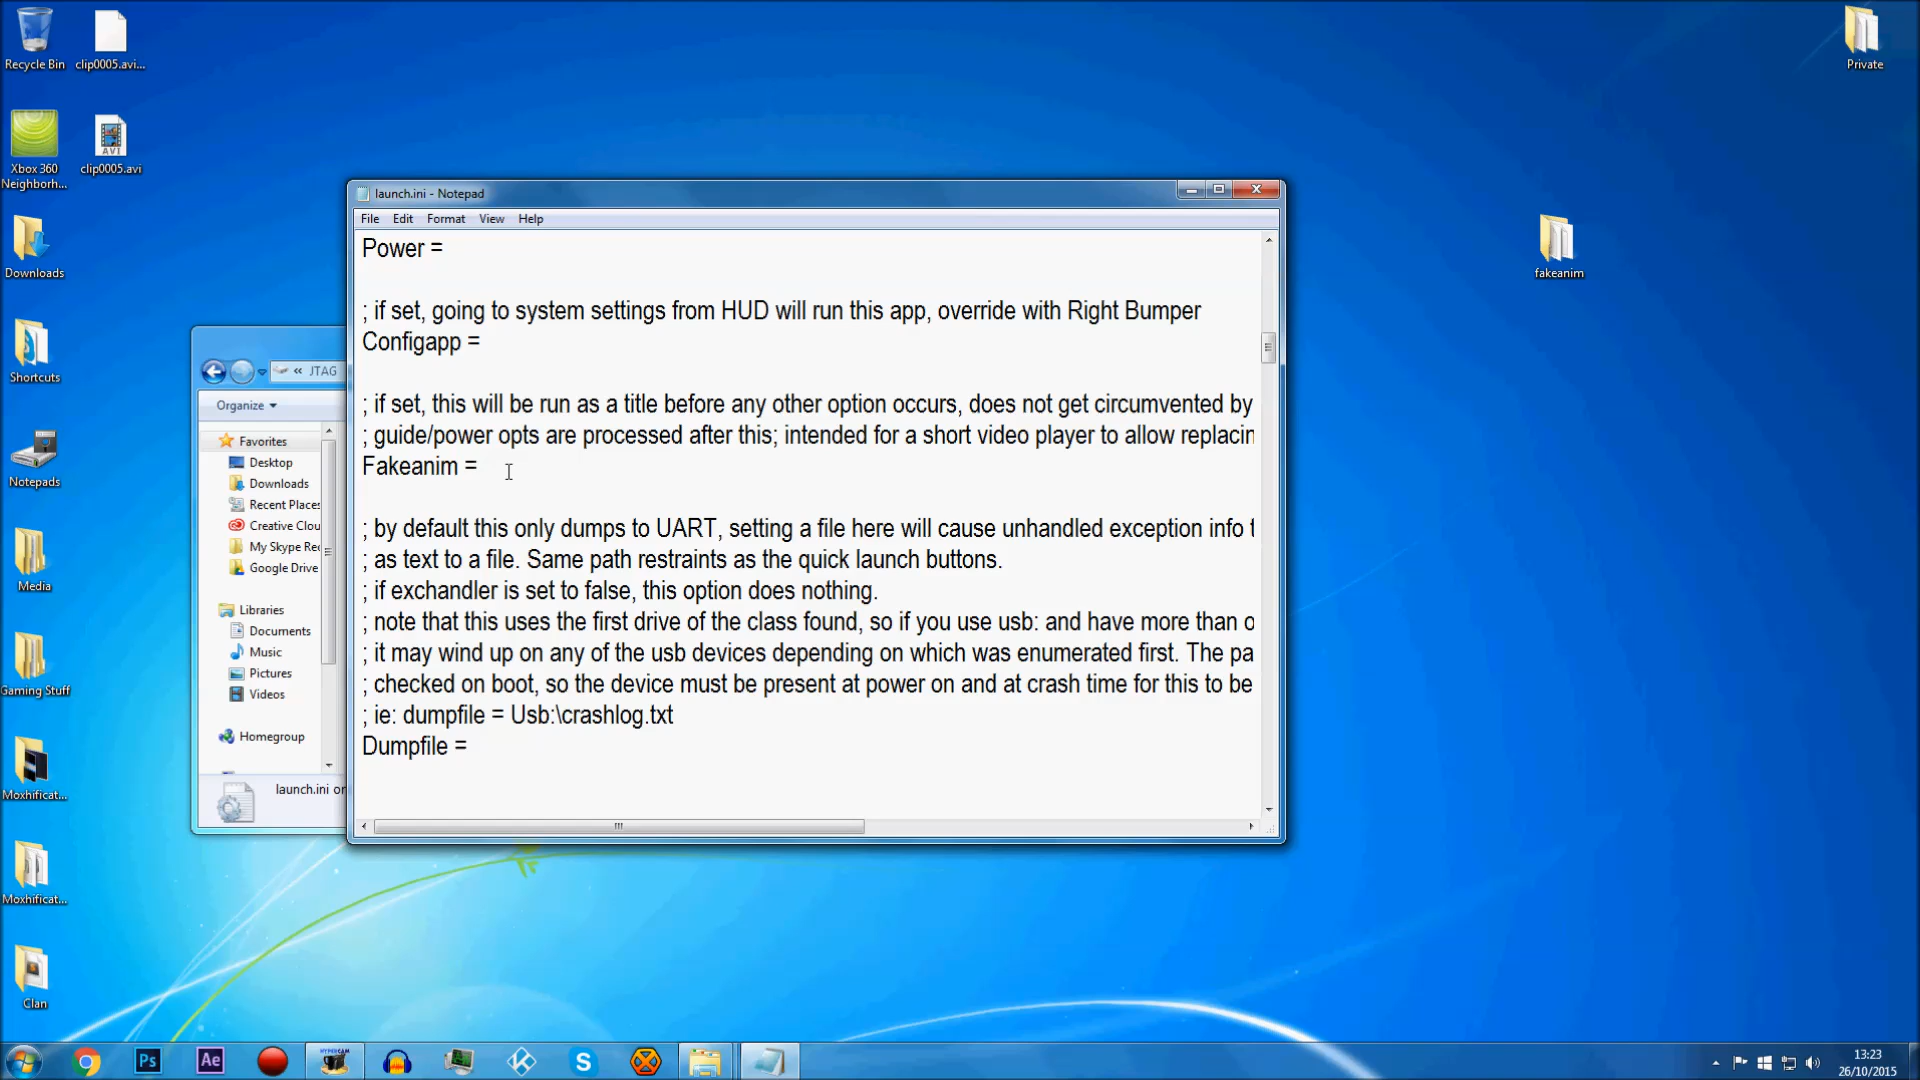 Recycle Bin
clip0005.avi...
Private
Xbox 360
Neighborh...
AVI
clip0005.avi
launch.ini - Notepad
File Edit Format View Help
Power =
; if set, going to system settings from HUD will run this app, override with Right Bumper
Configapp =
; if set, this will be run as a title before any other option occurs, does not get circumvented by
; guide/power opts are processed after this; intended for a short video player to allow replacin
Fakeanim =
; by default this only dumps to UART, setting a file here will cause unhandled exception info t
; as text to a file. Same path restraints as the quick launch buttons.
; if exchandler is set to false, this option does nothing.
; note that this uses the first drive of the class found, so if you use usb: and have more than o
; it may wind up on any of the usb devices depending on which was enumerated first. The pa
; checked on boot, so the device must be present at power on and at crash time for this to be
; ie: dumpfile = Usb:\crashlog.txt
Dumpfile =
Downloads
fakeanim
Shortcuts
« JTAG
Organize
Favorites
Desktop
Downloads
Recent Places
Creative Clou
My Skype Rec
Google Drive
Libraries
Documents
Music
Pictures
Videos
Homegroup
launch.ini on
Notepads
Media
Gaming Stuff
Moxhificat...
Moxhificat...
Clan
Ps
Ae
HYPERCAM
S
13:23
26/10/2015